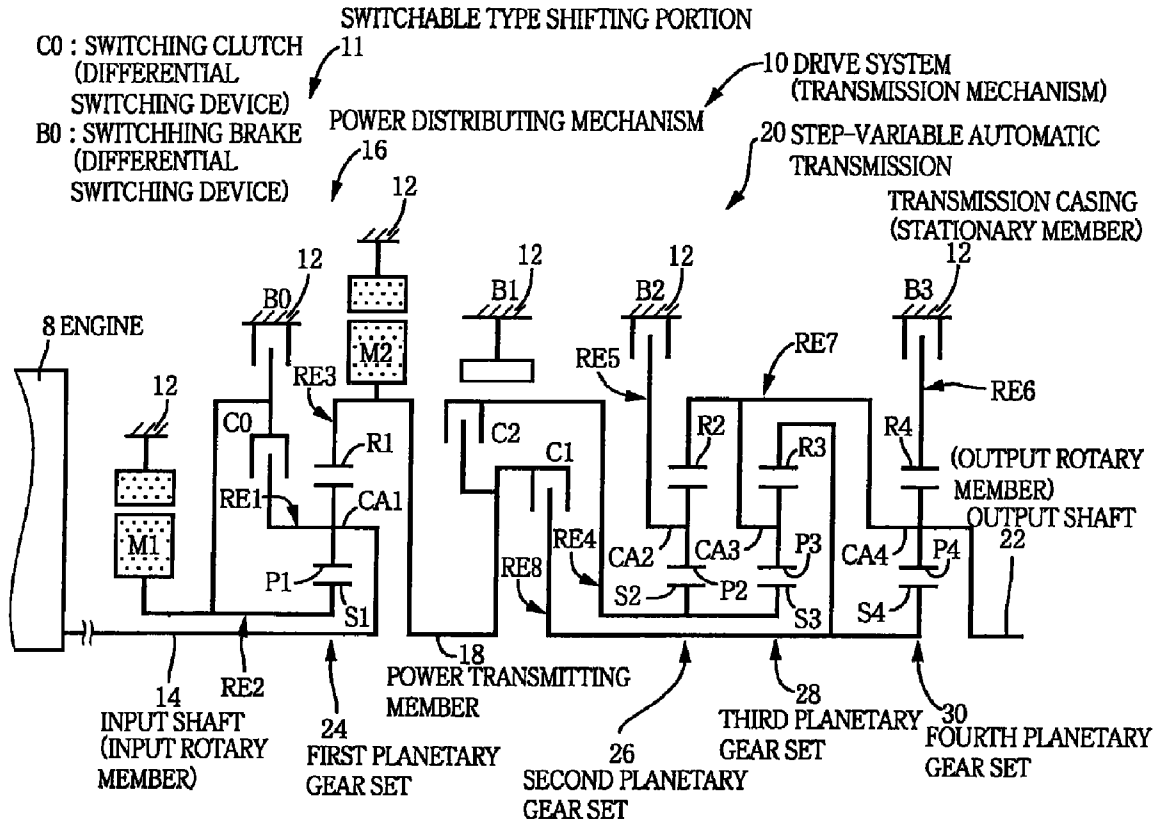 SWITCHABLE TYPE SHIFTING PORTION
C0 : SWITCHING CLUTCH
(DIFFERENTIAL
SWITCHING DEVICE)
11
B0 : SWITCHHING BRAKE
(DIFFERENTIAL
SWITCHING DEVICE)
POWER DISTRIBUTING MECHANISM
16
10 DRIVE SYSTEM
(TRANSMISSION MECHANISM)
20 STEP-VARIABLE AUTOMATIC
TRANSMISSION
TRANSMISSION CASING
(STATIONARY MEMBER)
12
12
12
12
12
12
8 ENGINE
B0
B1
B2
B3
M2
RE3
RE5
RE7
RE6
C0
C2
C1
R1
R2
R3
R4
(OUTPUT ROTARY
MEMBER)
OUTPUT SHAFT
22
M1
RE1
CA1
RE4
RE8
CA2
CA3
CA4
P1
S1
S2
P2
P3
S3
P4
S4
RE2
14
INPUT SHAFT
(INPUT ROTARY
MEMBER)
24
FIRST PLANETARY
GEAR SET
18
POWER TRANSMITTING
MEMBER
26
SECOND PLANETARY
GEAR SET
28
THIRD PLANETARY
GEAR SET
30
FOURTH PLANETARY
GEAR SET